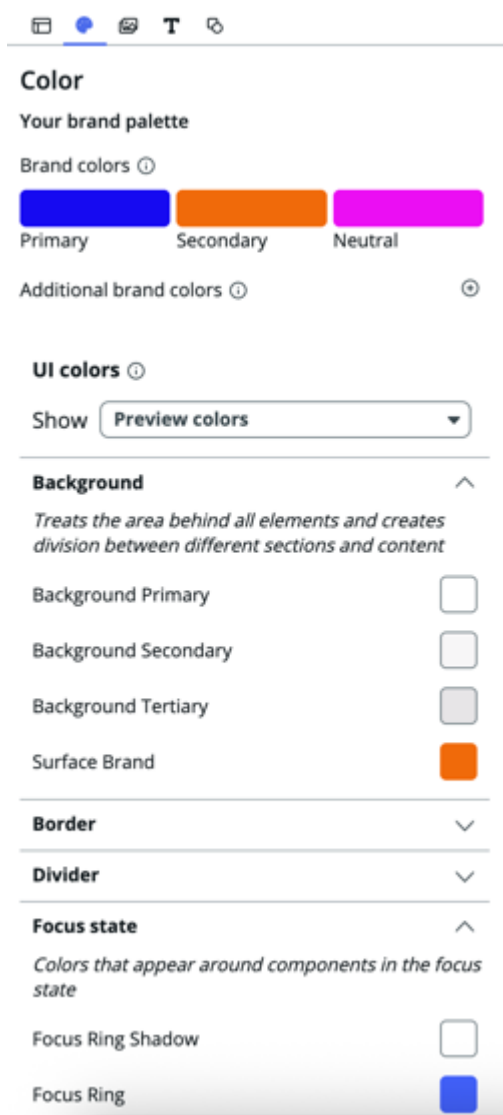 Color
Your brand palette
Brand colors
Primary Secondary Neutral
Additional brand colors
UI colors
Show Preview colors
Background
Treats the area behind all elements and creates
division between different sections and content
Background Primary
Background Secondary
Background Tertiary
Surface Brand
Border
Divider
Focus state
Colors that appear around components in the focus
state
Focus Ring Shadow
Focus Ring